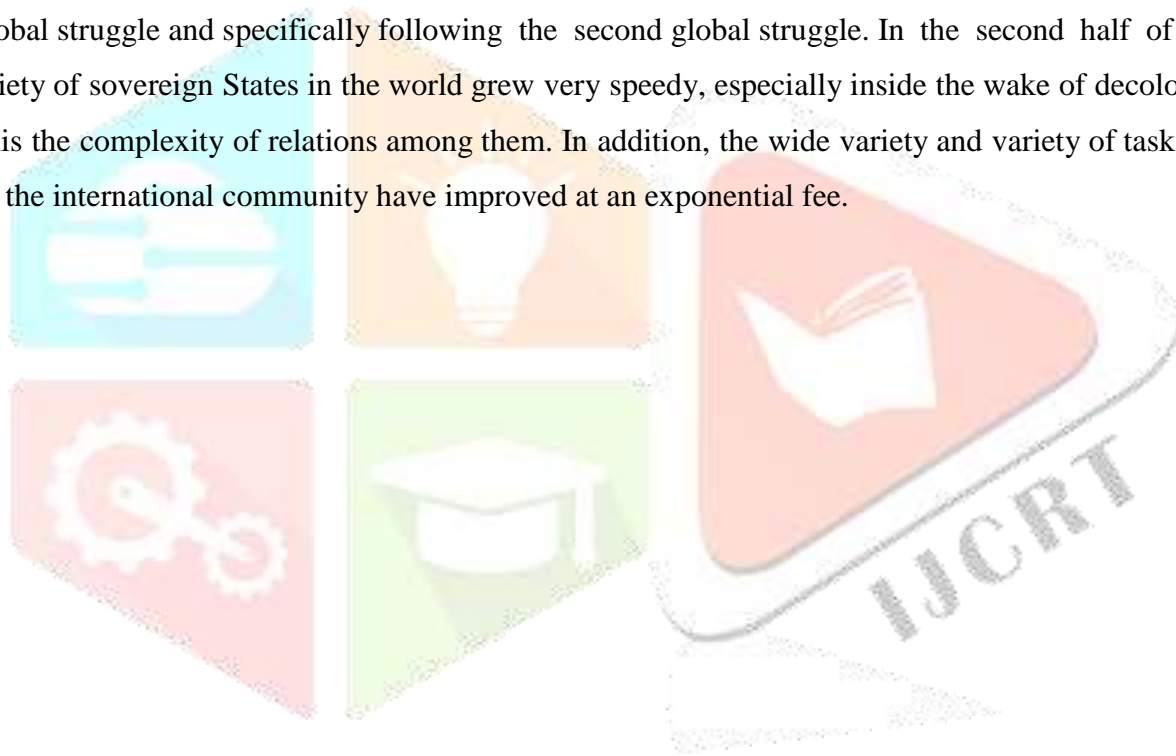 obal struggle and specifically following the second global struggle. In the second half of
iety of sovereign States in the world grew very speedy, especially inside the wake of decolo
is the complexity of relations among them. In addition, the wide variety and variety of task
the international community have improved at an exponential fee.
IJCRT